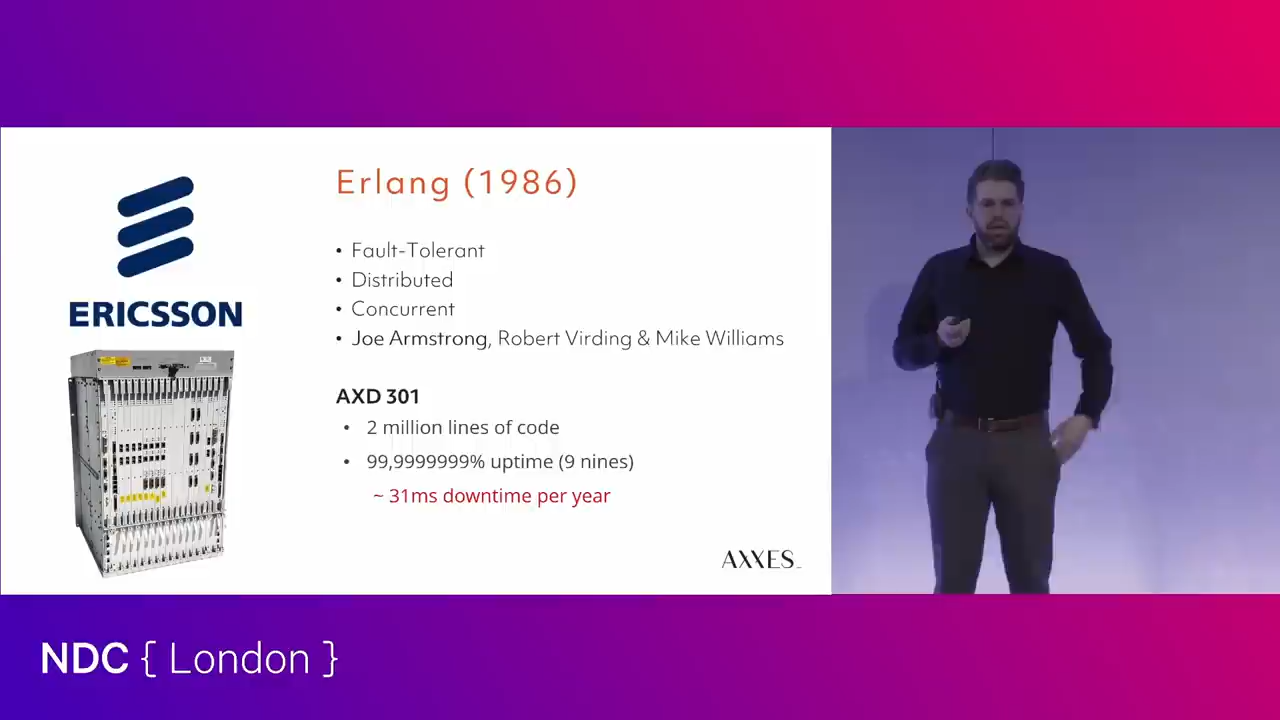 ERICSSON
Erlang (1986)
• Fault-Tolerant
• Distributed
• Concurrent
• Joe Armstrong, Robert Virding & Mike Williams
AXD 301
• 2 million lines of code
• 99,9999999% uptime (9 nines)
~ 31ms downtime per year
AXXES_
NDC { London }